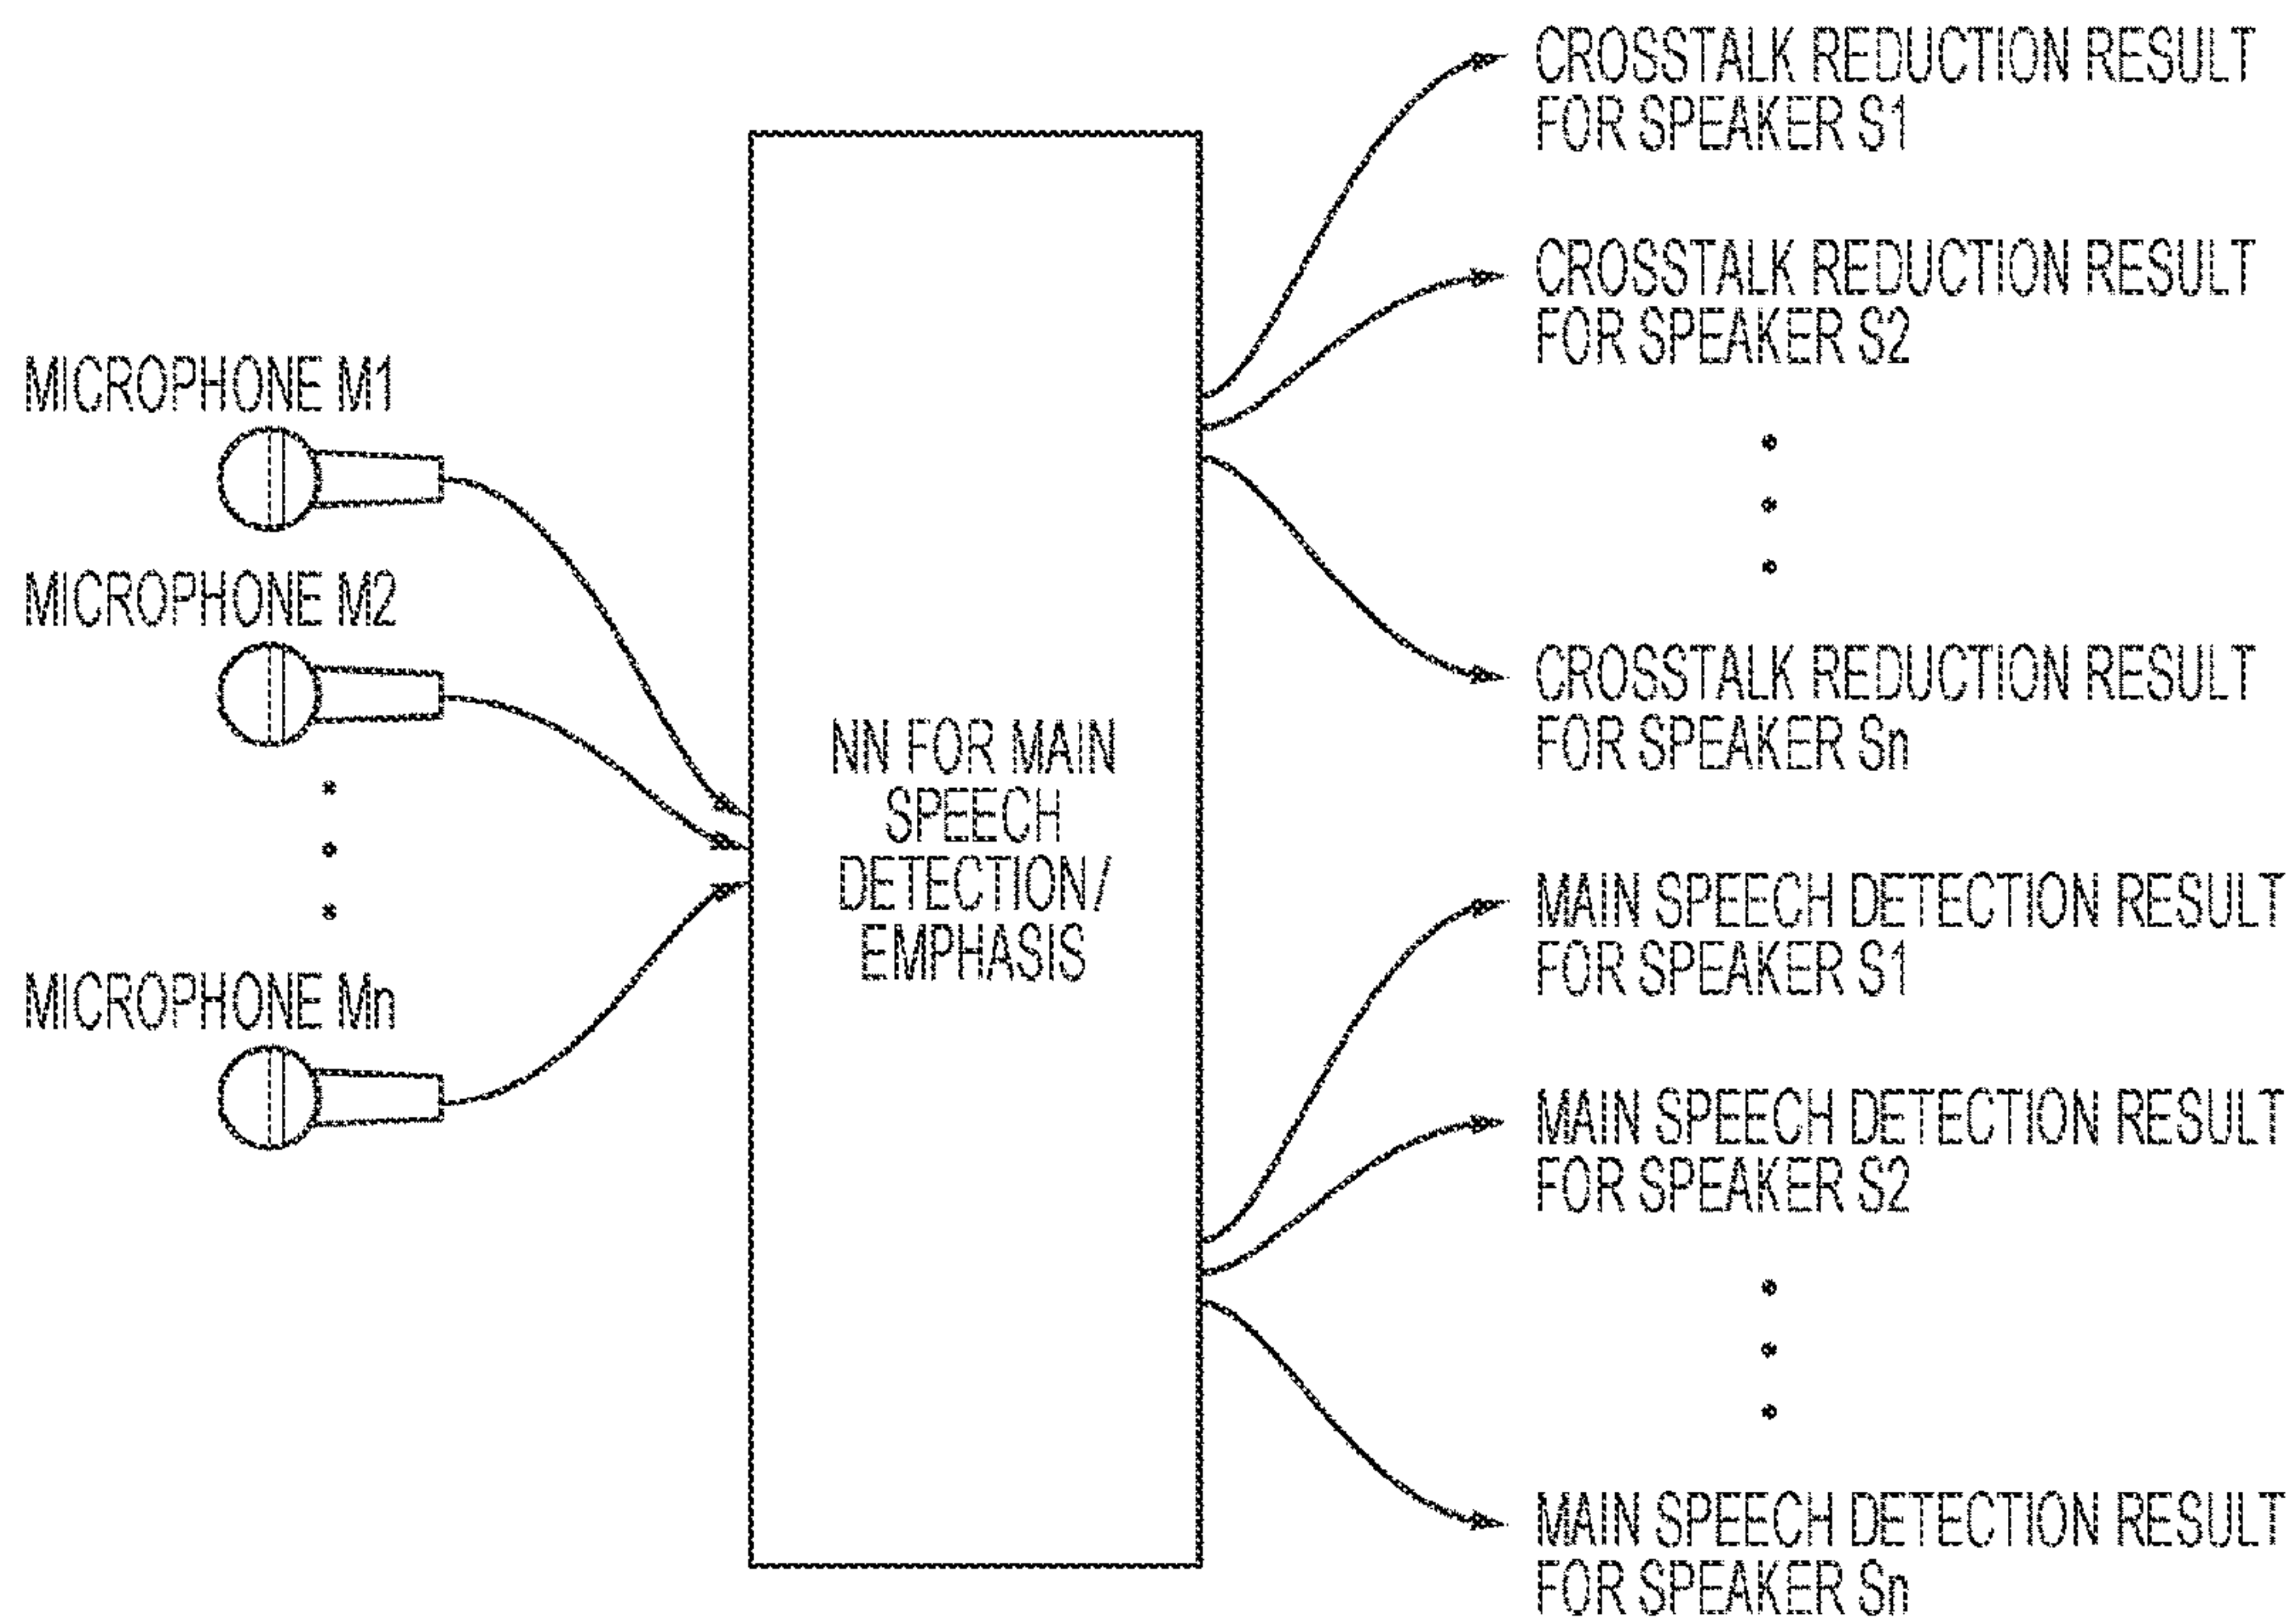 MICROPHONE M1
MICROPHONE M2
MICROPHONE Mn
NN FOR MAIN
SPEECH
DETECTION/
EMPHASIS
CROSSTALK REDUCTION RESULT
FOR SPEAKER S1
CROSSTALK REDUCTION RESULT
FOR SPEAKER S2
CROSSTALK REDUCTION RESULT
FOR SPEAKER Sn
MAIN SPEECH DETECTION RESULT
FOR SPEAKER S1
MAIN SPEECH DETECTION RESULT
FOR SPEAKER S2
MAIN SPEECH DETECTION RESULT
FOR SPEAKER Sn